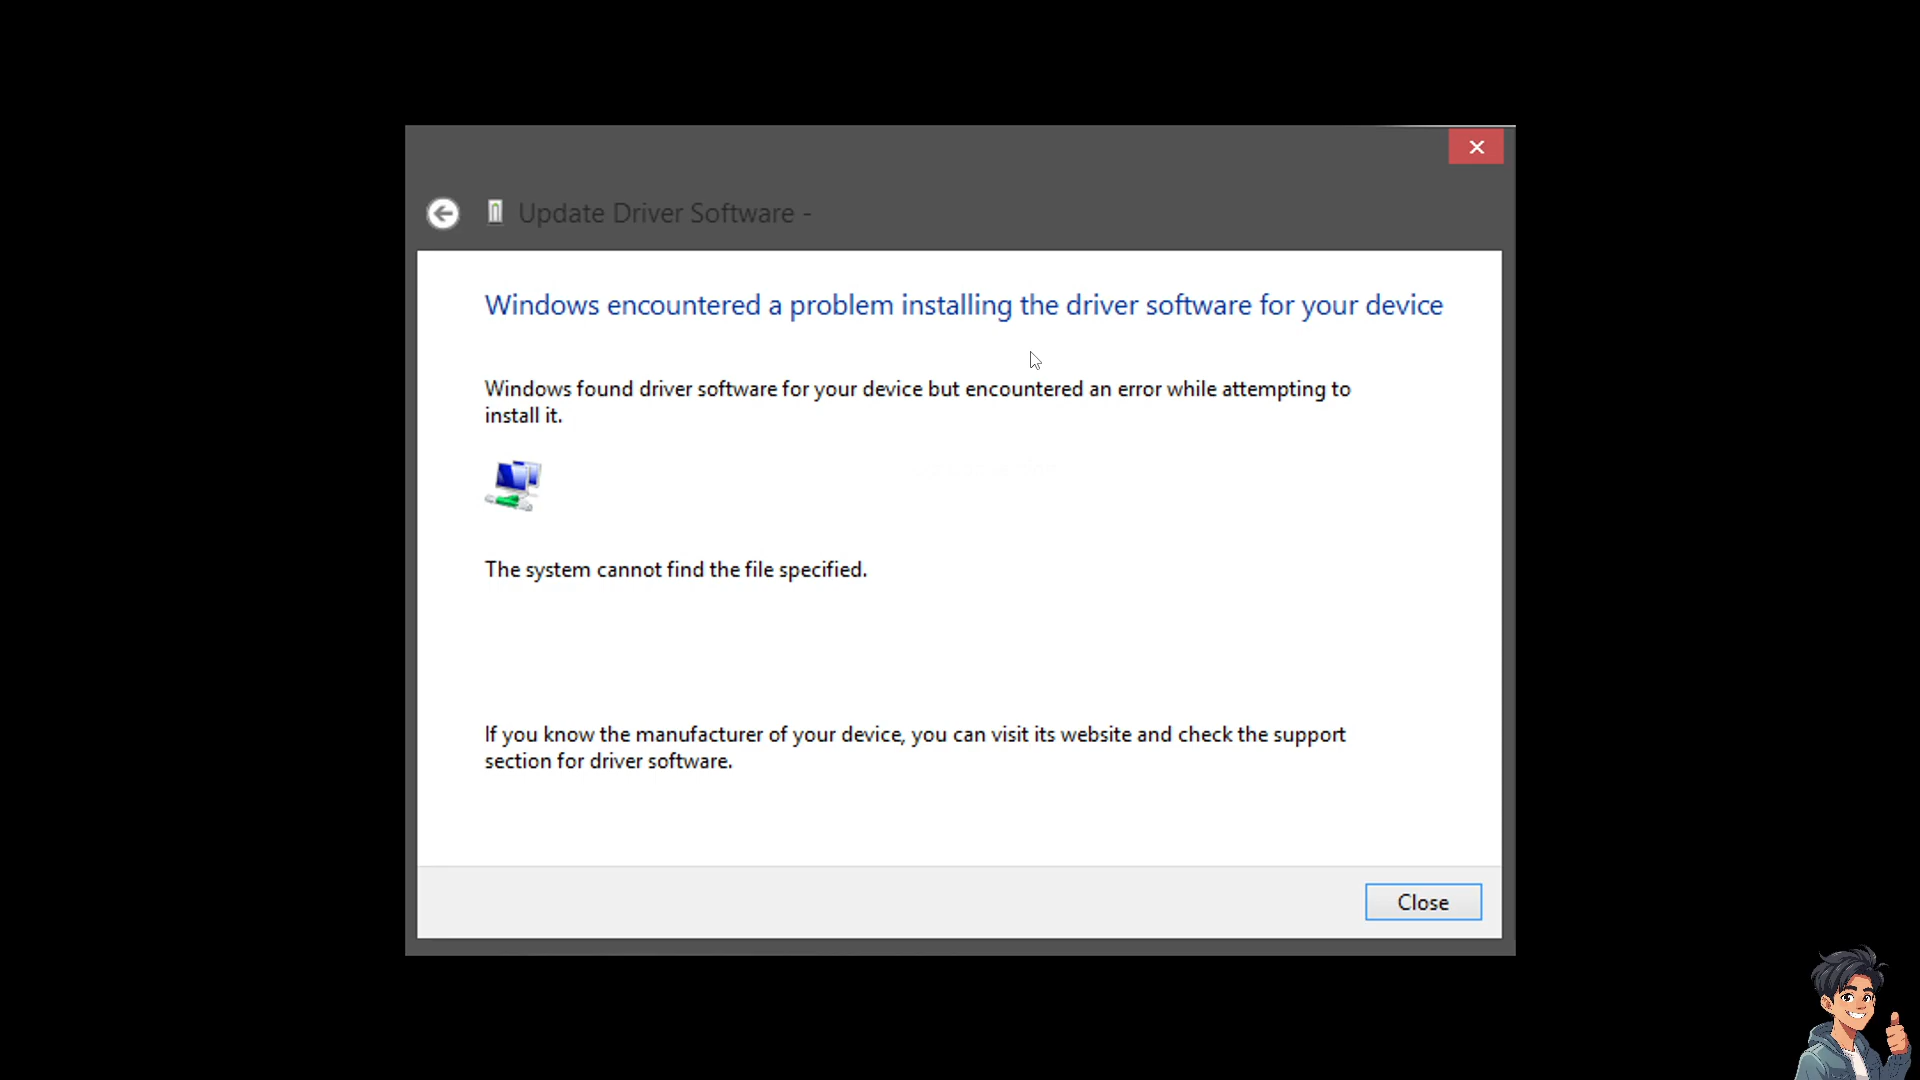 Update Driver Software -
Windows encountered a problem installing the driver software for your device
Windows found driver software for your device but encountered an error while attempting to
install it.
The system cannot find the file specified.
If you know the manufacturer of your device, you can visit its website and check the support
section for driver software.
Close